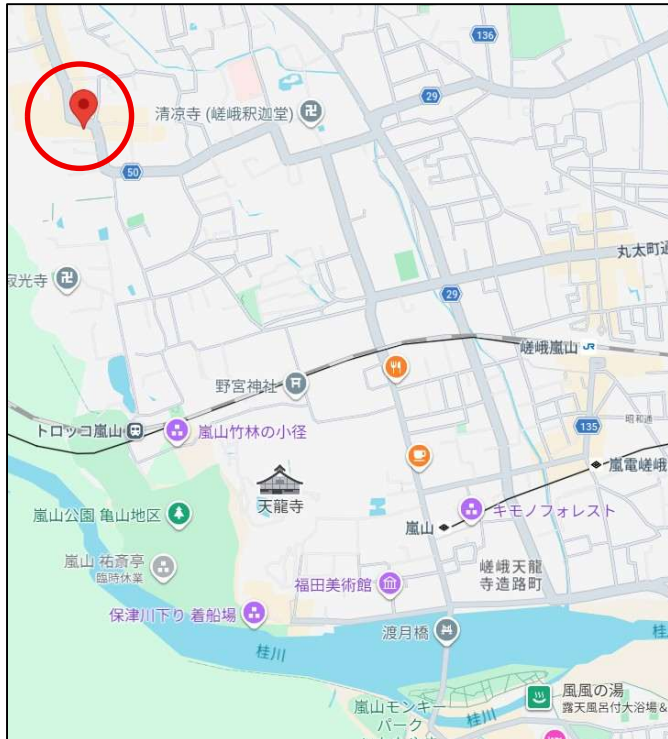 136
29
清凉寺 (嵯峨釈迦堂)
50
丸太町通
寂光寺
29
嵯峨嵐山 JR
野宮神社
昭和通
135
トロッコ嵐山
嵐山竹林の小径
嵐電嵯峨
天龍寺
キモノフォレスト
嵐山公園 亀山地区
嵐山
嵐山 祐斎亭
臨時休業
嵯峨天龍
寺造路町
福田美術館
保津川下り 着船場
渡月橋
桂川
桂
風風の湯
露天風呂付大浴場&
嵐山モンキー
パーク
桂川